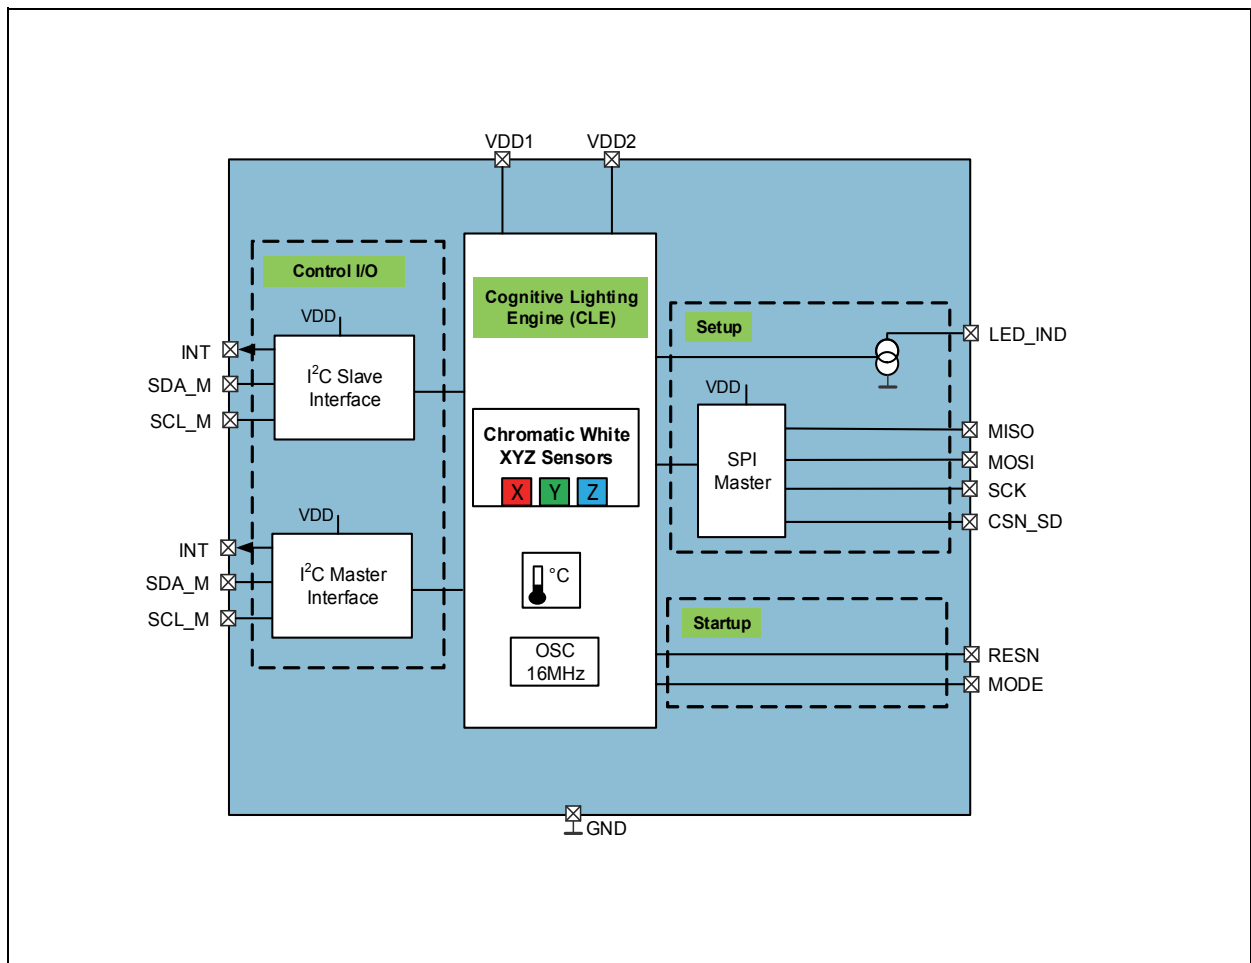 VDD1
VDD2
Control I/O
VDD
INT
SDA_M
SCL_M
I²C Slave
Interface
VDD
INT
SDA_M
SCL_M
I²C Master
Interface
Cognitive Lighting
Engine (CLE)
Chromatic White
XYZ Sensors
X Y Z
°C
OSC
16MHz
Setup
LED_IND
VDD
SPI
Master
MISO
MOSI
SCK
CSN_SD
Startup
RESN
MODE
GND